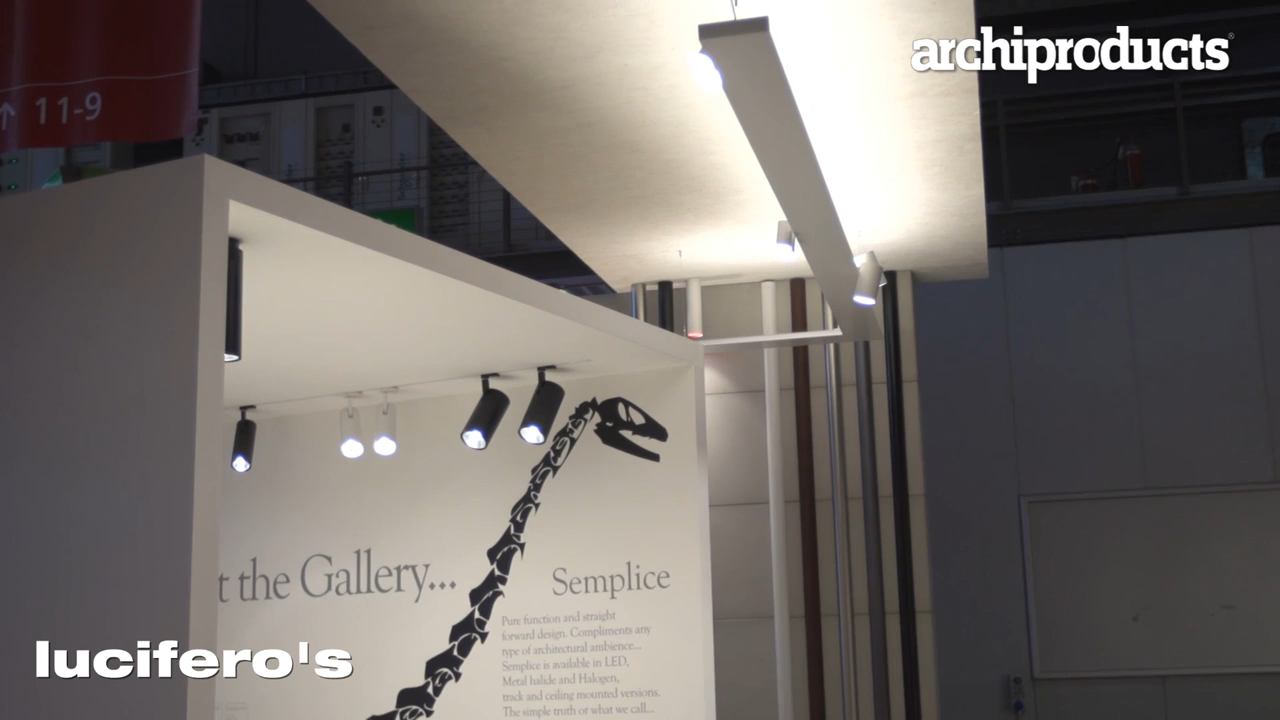 archiproducts®
↑ 11-9
t the Gallery...
Semplice
Pure function and straight
forward design. Compliments any
type of architectural ambience...
Semplice is available in LED,
Metal halide and Halogen,
track and ceiling mounted versions.
The simple truth or what we call...
lucifero's